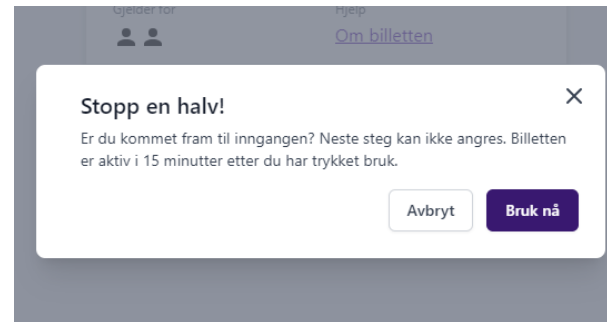 Gjelder for
Hjelp
Om billetten
Stopp en halv!
Er du kommet fram til inngangen? Neste steg kan ikke angres. Billetten
er aktiv i 15 minutter etter du har trykket bruk.
Avbryt
Bruk nå